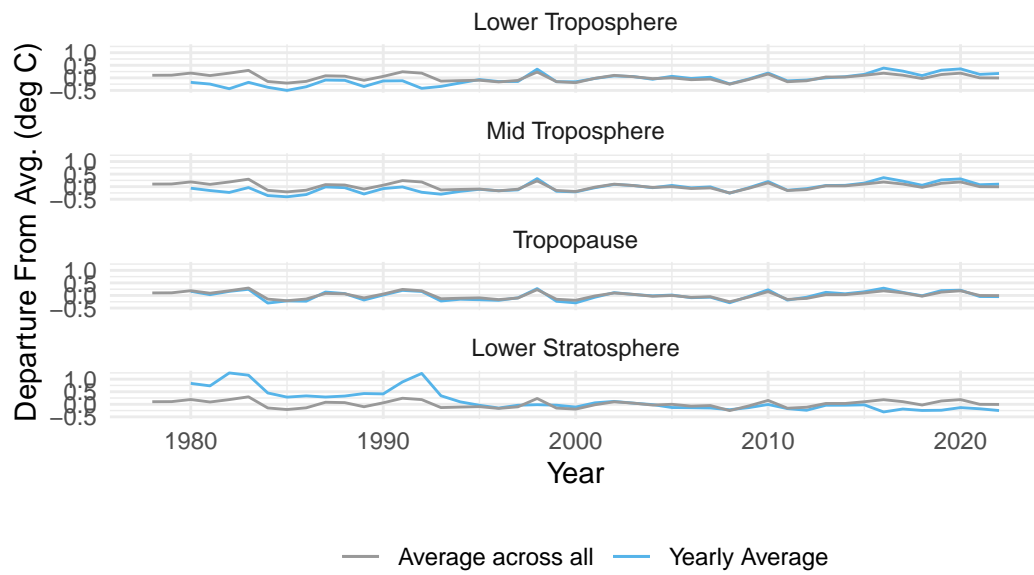 Lower Troposphere
1.0
0.5
0.0
−0.5
Mid Troposphere
1.0
0.5
0.0
−0.5
Tropopause
1.0
0.5
0.0
−0.5
Lower Stratosphere
1.0
0.5
0.0
−0.5
Departure From Avg. (deg C)
1980 1990 2000 2010 2020
Year
Average across all Yearly Average